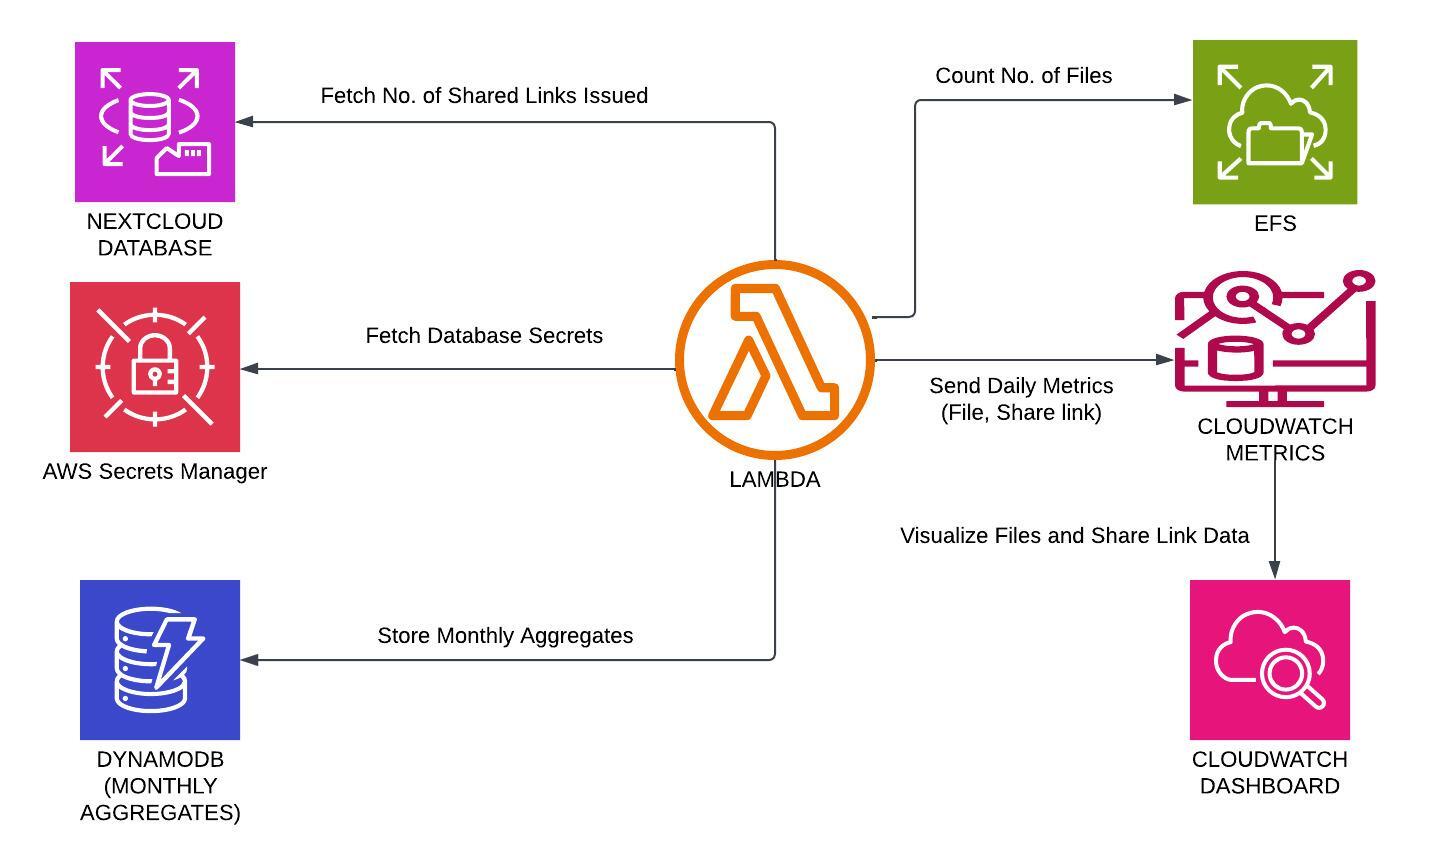 Fetch No. of Shared Links Issued
Count No. of Files
NEXTCLOUD
DATABASE
EFS
Fetch Database Secrets
Send Daily Metrics
(File, Share link)
CLOUDWATCH
METRICS
AWS Secrets Manager
LAMBDA
Visualize Files and Share Link Data
Store Monthly Aggregates
DYNAMODB
(MONTHLY
AGGREGATES)
CLOUDWATCH
DASHBOARD